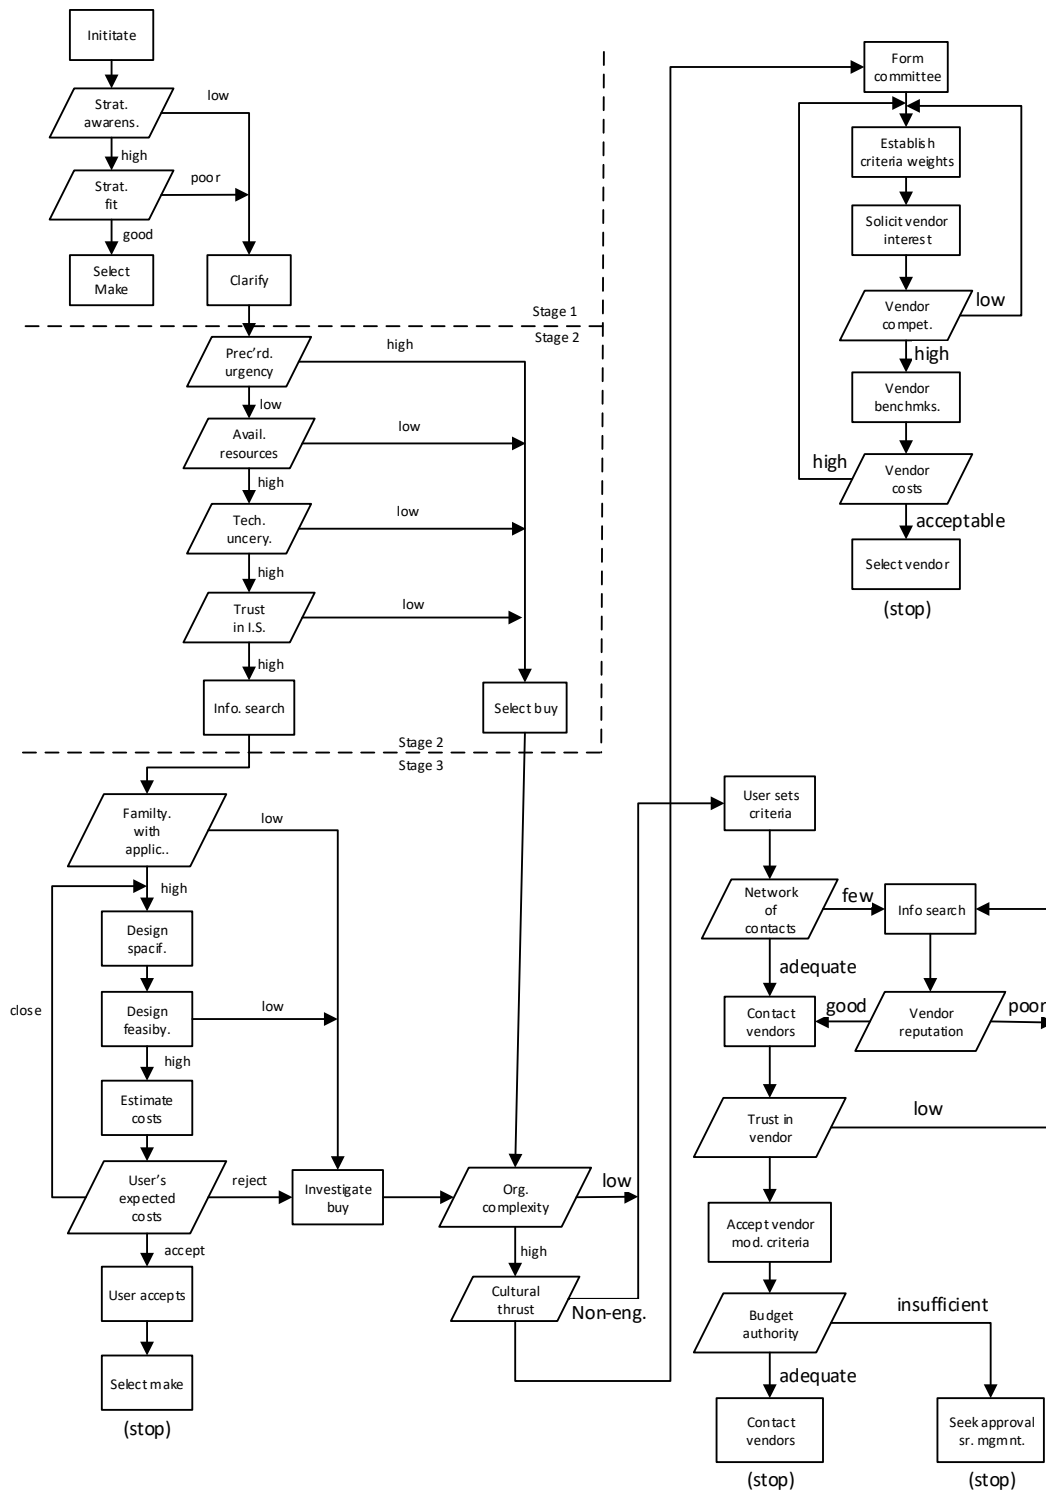 Inititate
Strat.
awarens.
low
high
Strat.
fit
poor
good
Select
Make
Clarify
Stage 1
Stage 2
Prec'rd.
urgency
high
low
Avail.
resources
low
high
Tech.
uncery.
low
high
Trust
in I.S.
low
high
Info. search
Select buy
Stage 2
Stage 3
Familty.
with
applic..
low
high
Design
spacif.
close
Design
feasiby.
low
high
Estimate
costs
User's
expected
costs
reject
Investigate
buy
accept
User accepts
Select make
(stop)
Org.
complexity
low
high
Cultural
thrust
Non-eng.
Form
committee
Establish
criteria weights
Solicit vendor
interest
Vendor
compet.
low
high
Vendor
benchmks.
high
Vendor
costs
acceptable
Select vendor
(stop)
User sets
criteria
Network
of
contacts
few
Info search
adequate
Contact
vendors
good
Vendor
reputation
poor
Trust in
vendor
low
Accept vendor
mod. criteria
Budget
authority
insufficient
adequate
Contact
vendors
(stop)
Seek approval
sr. mgmnt.
(stop)